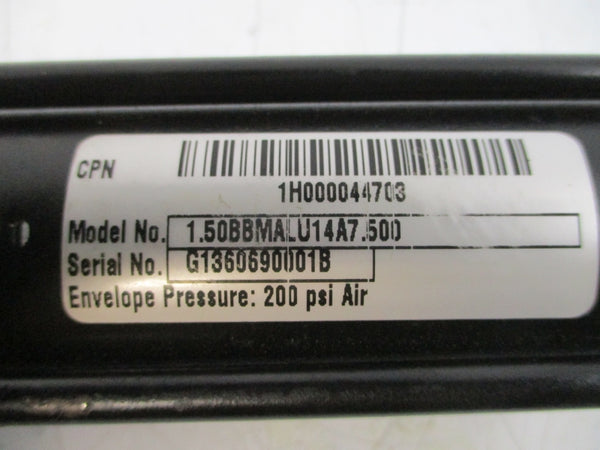 CPN
1H000044703
Model No. 1.50BBMALU14A7.500
Serial No. G1360690001B
Envelope Pressure: 200 psi Air